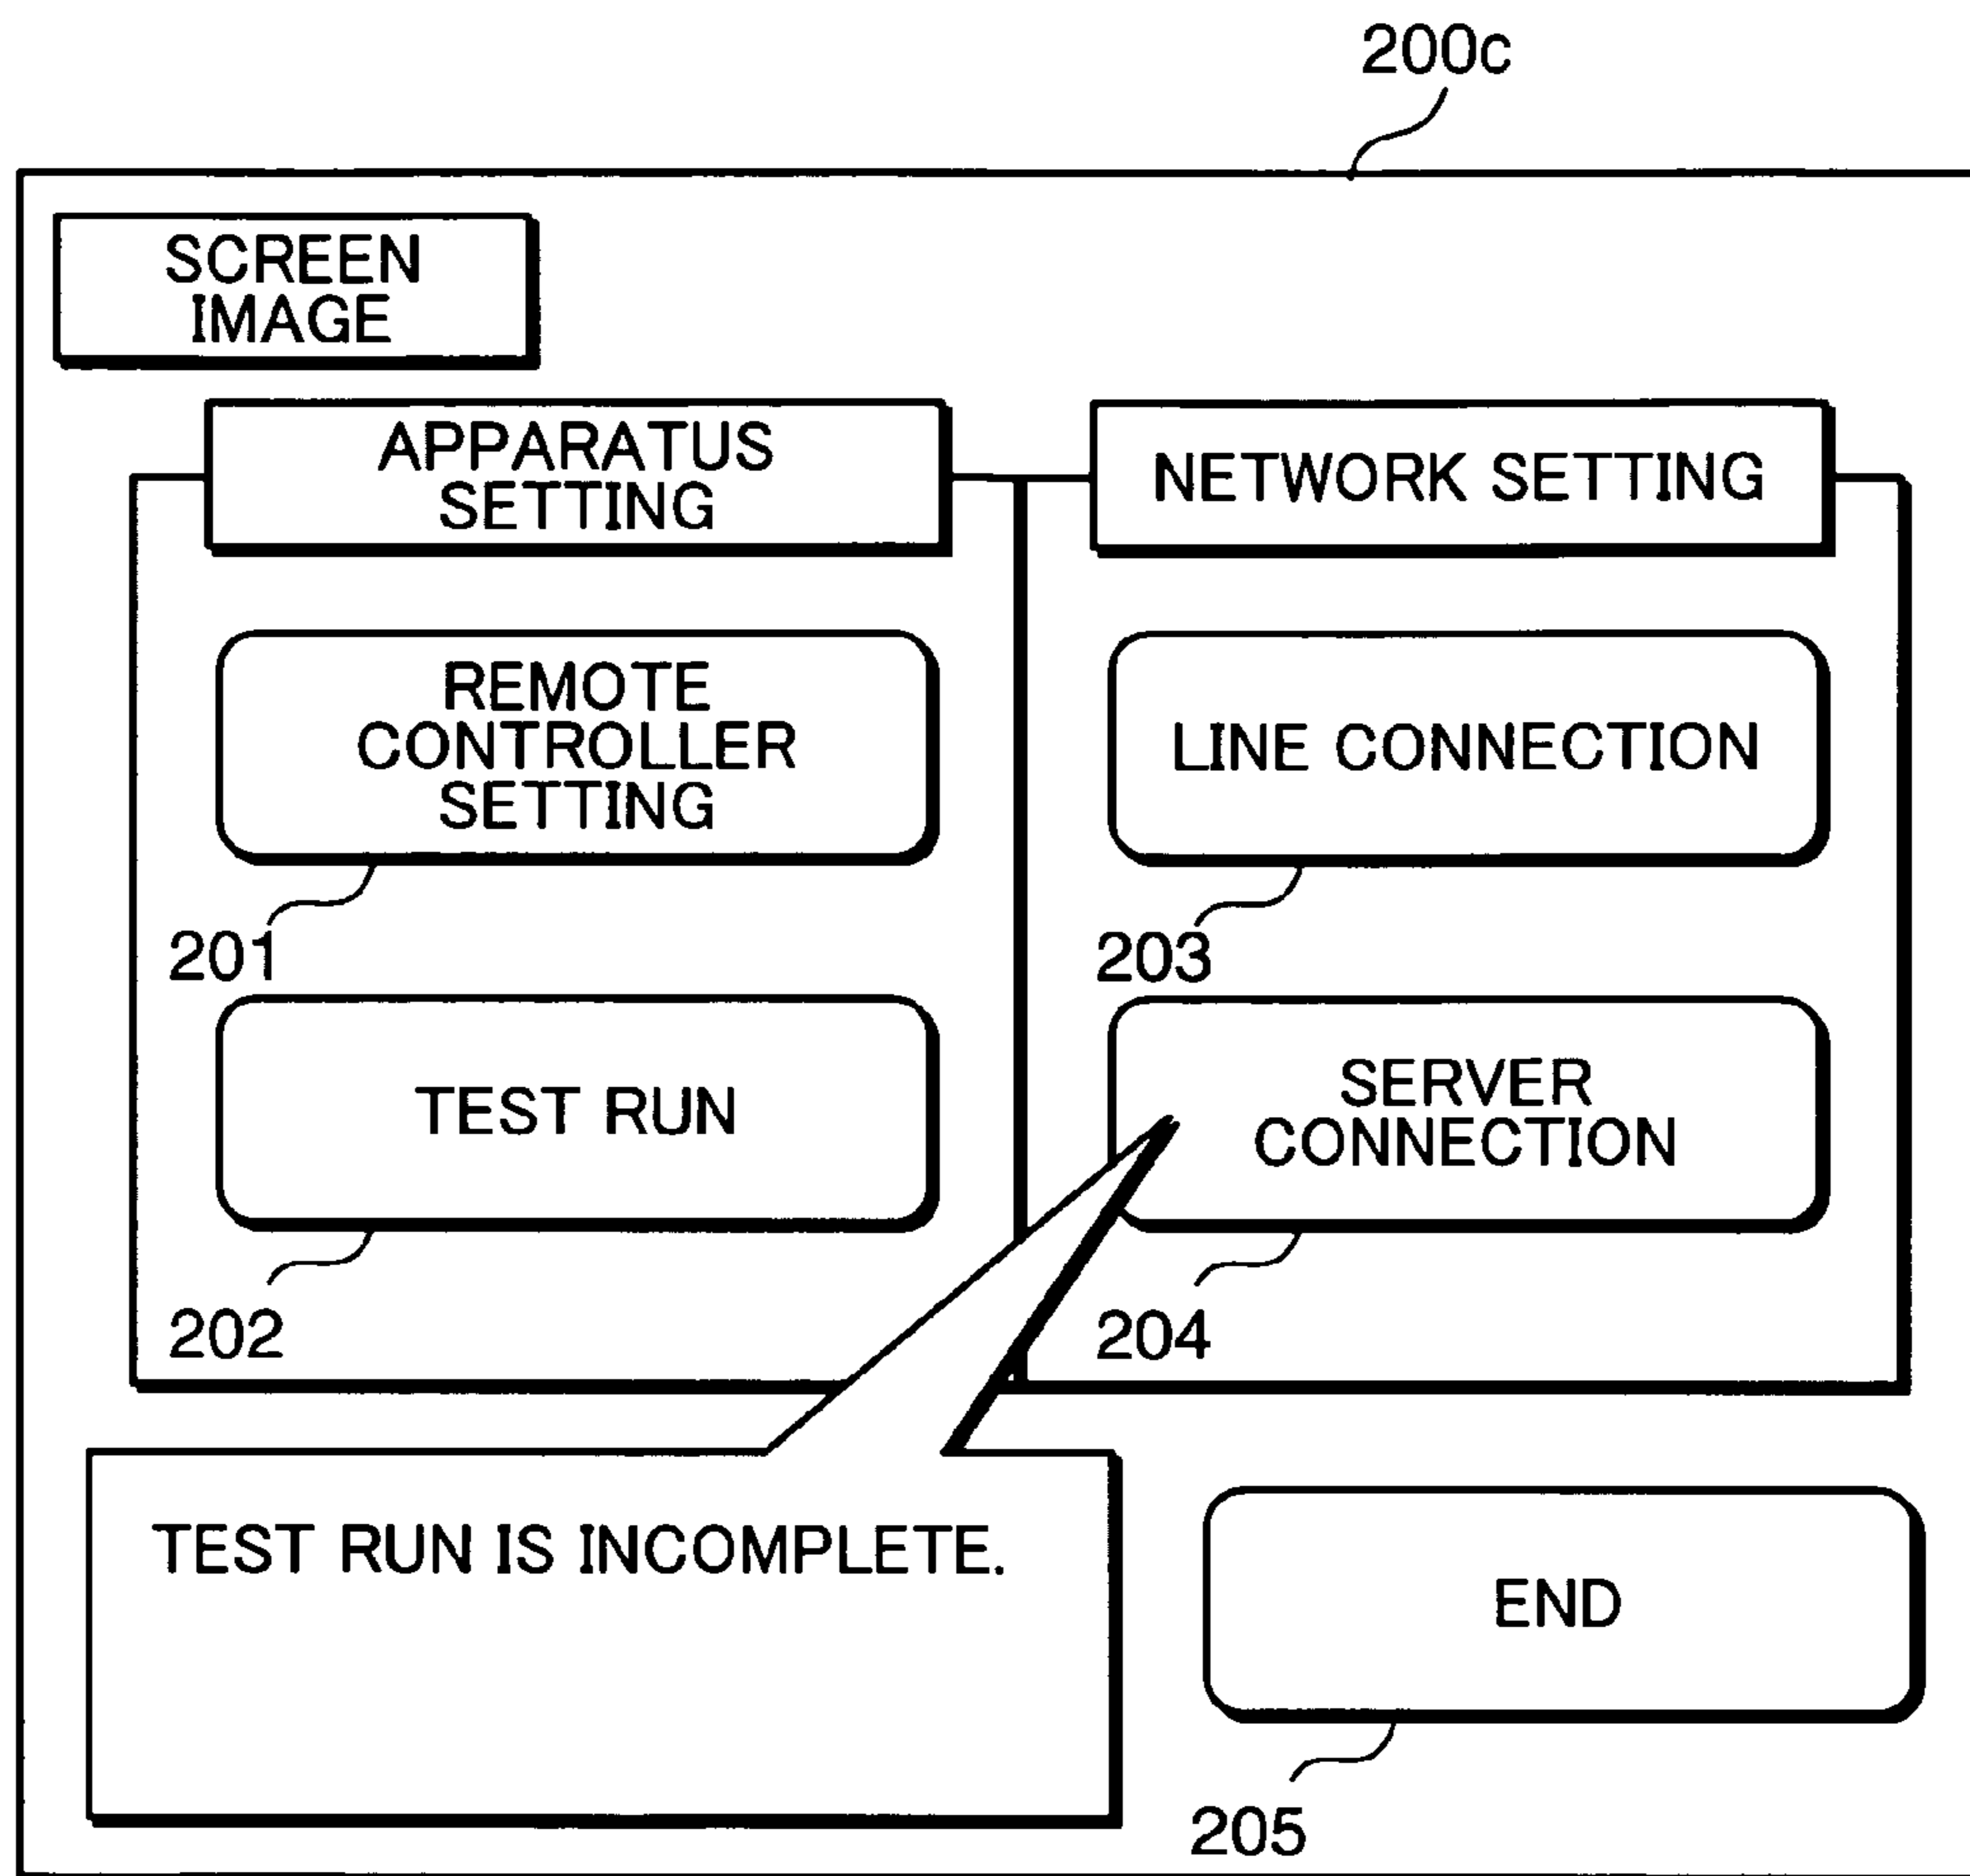 200c
SCREEN
IMAGE
APPARATUS
SETTING
NETWORK SETTING
REMOTE
CONTROLLER
SETTING
LINE CONNECTION
201
203
TEST RUN
SERVER
CONNECTION
202
204
TEST RUN IS INCOMPLETE.
END
205